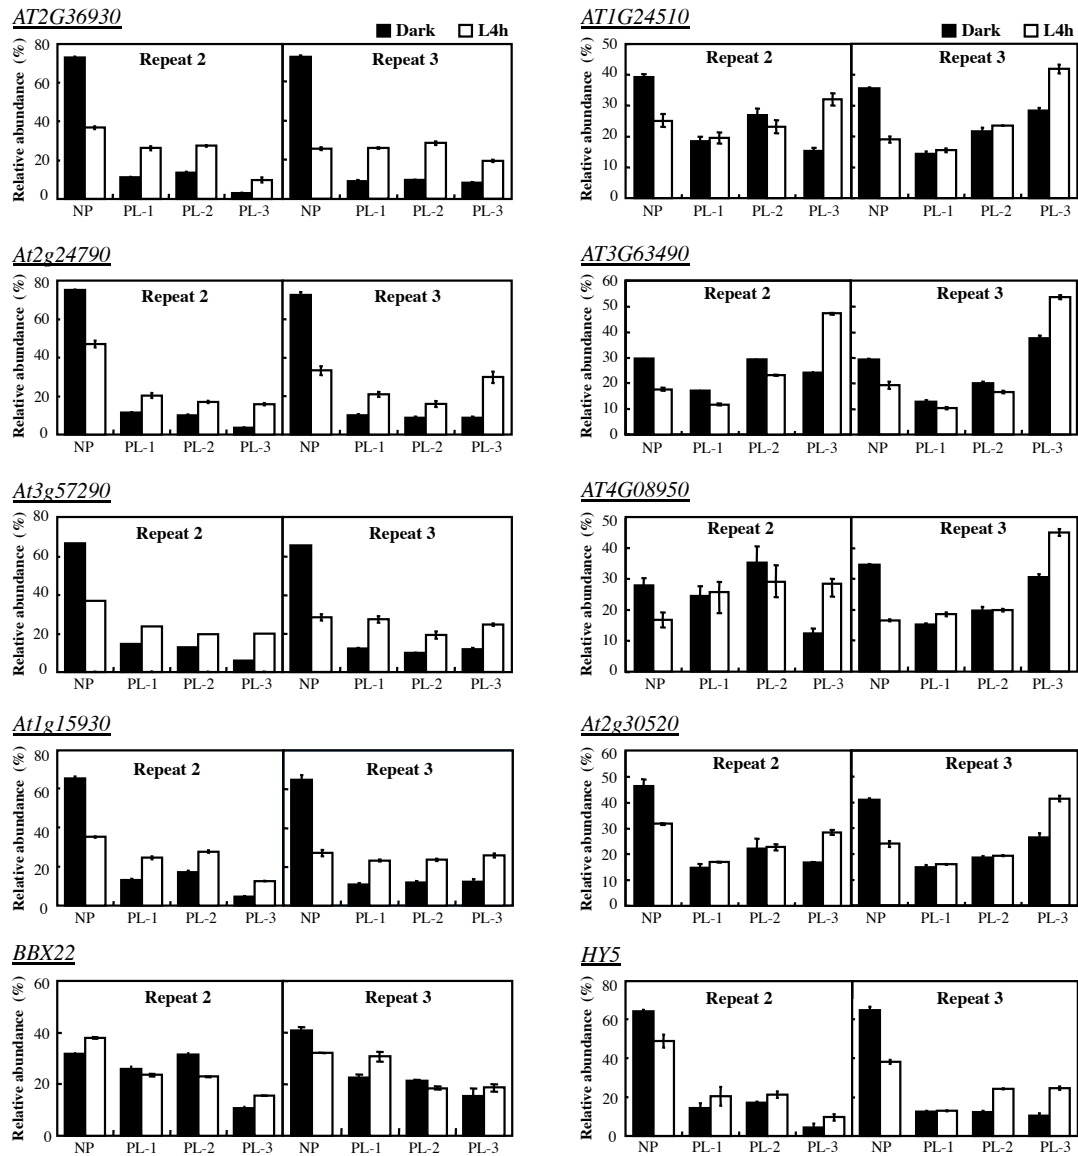 AT2G36930
Dark L4h
Relative abundance (%)
80
60
40
20
0
Repeat 2
Repeat 3
NP PL-1 PL-2 PL-3 NP PL-1 PL-2 PL-3
AT1G24510
Dark L4h
Relative abundance (%)
50
40
30
20
10
0
Repeat 2
Repeat 3
NP PL-1 PL-2 PL-3 NP PL-1 PL-2 PL-3
At2g24790
Relative abundance (%)
80
60
40
20
0
Repeat 2
Repeat 3
NP PL-1 PL-2 PL-3 NP PL-1 PL-2 PL-3
AT3G63490
Relative abundance (%)
60
50
40
30
20
10
0
Repeat 2
Repeat 3
NP PL-1 PL-2 PL-3 NP PL-1 PL-2 PL-3
At3g57290
Relative abundance (%)
80
60
40
20
0
Repeat 2
Repeat 3
NP PL-1 PL-2 PL-3 NP PL-1 PL-2 PL-3
AT4G08950
Relative abundance (%)
50
40
30
20
10
0
Repeat 2
Repeat 3
NP PL-1 PL-2 PL-3 NP PL-1 PL-2 PL-3
At1g15930
Relative abundance (%)
80
60
40
20
0
Repeat 2
Repeat 3
NP PL-1 PL-2 PL-3 NP PL-1 PL-2 PL-3
At2g30520
Relative abundance (%)
60
50
40
30
20
10
0
Repeat 2
Repeat 3
NP PL-1 PL-2 PL-3 NP PL-1 PL-2 PL-3
BBX22
Relative abundance (%)
60
40
20
0
Repeat 2
Repeat 3
NP PL-1 PL-2 PL-3 NP PL-1 PL-2 PL-3
HY5
Relative abundance (%)
80
60
40
20
0
Repeat 2
Repeat 3
NP PL-1 PL-2 PL-3 NP PL-1 PL-2 PL-3